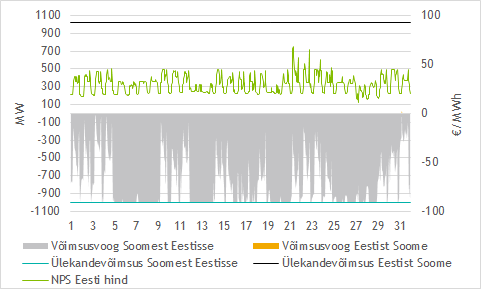 1100 100
900
700 50
500
300
100 0
-100
-300
-500 -50
-700
-900
-1100 -100
MW
€/MWh
1 3 5 7 9 11 13 15 17 19 21 23 25 27 29 31
Võimsusvoog Soomest Eestisse Võimsusvoog Eestist Soome
Ülekandevõimsus Soomest Eestisse Ülekandevõimsus Eestist Soome
NPS Eesti hind